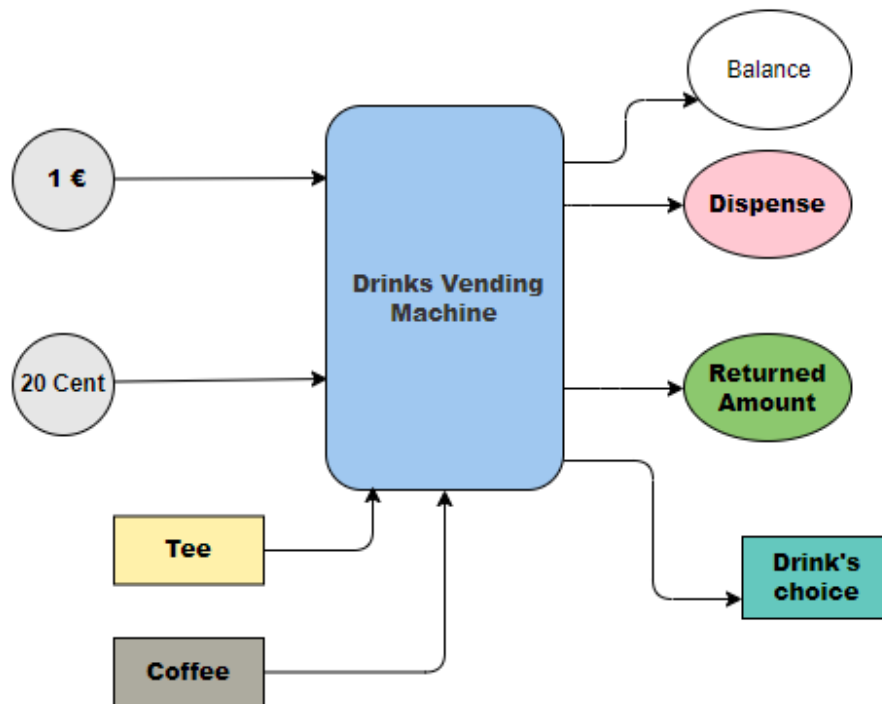 Balance
1 €
Dispense
Drinks Vending
Machine
20 Cent
Returned
Amount
Tee
Drink's
choice
Coffee